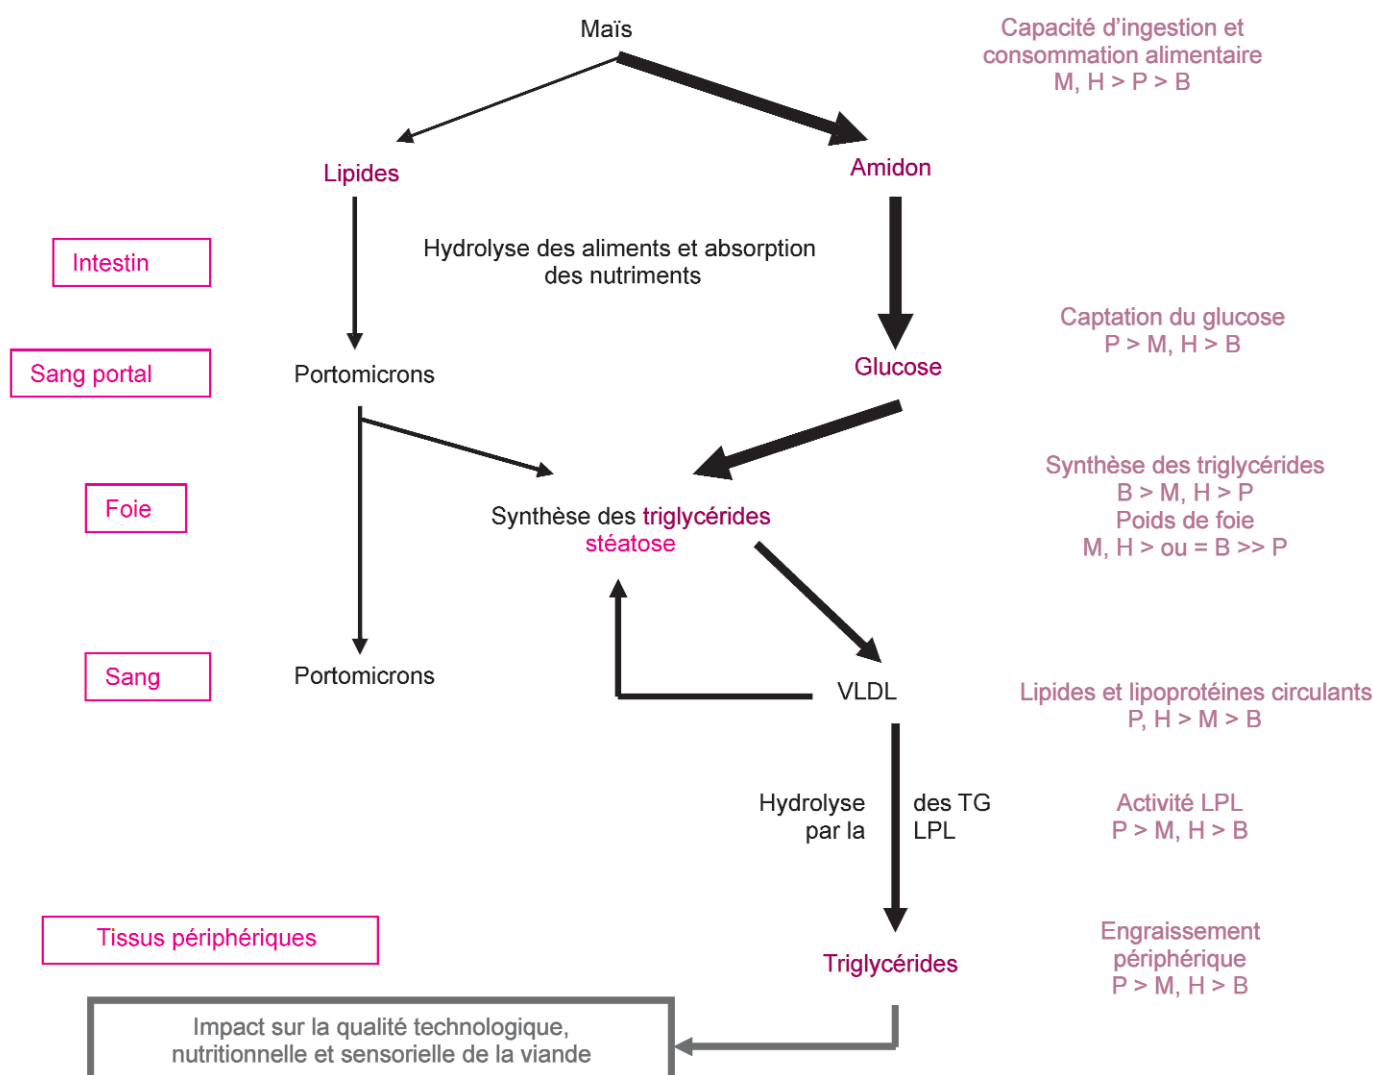 Maïs
Capacité d'ingestion et
consommation alimentaire
M, H > P > B
Lipides
Amidon
Intestin
Hydrolyse des aliments et absorption
des nutriments
Captation du glucose
P > M, H > B
Sang portal
Portomicrons
Glucose
Synthèse des triglycérides
B > M, H > P
Poids de foie
M, H > ou = B >> P
Foie
Synthèse des triglycérides
stéatose
Sang
Portomicrons
VLDL
Lipides et lipoprotéines circulants
P, H > M > B
Hydrolyse des TG
par la LPL
Activité LPL
P > M, H > B
Tissus périphériques
Triglycérides
Engraissement
périphérique
P > M, H > B
Impact sur la qualité technologique,
nutritionnelle et sensorielle de la viande